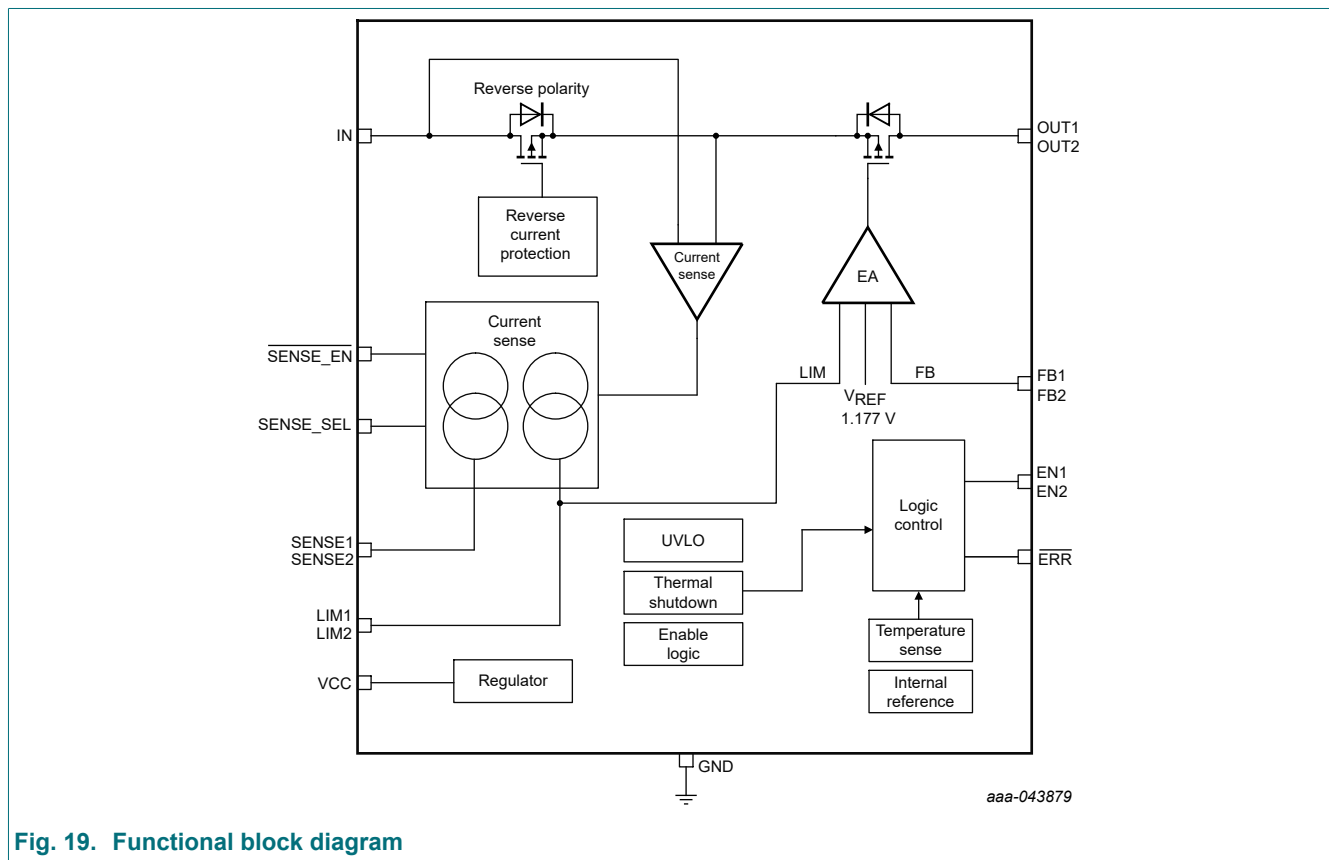 Reverse polarity
IN
OUT1
OUT2
Reverse
current
protection
Current
sense
EA
Current
sense
SENSE_EN
SENSE_SEL
LIM
FB
VREF
1.177 V
FB1
FB2
EN1
EN2
Logic
control
ERR
SENSE1
SENSE2
UVLO
Thermal
shutdown
Enable
logic
LIM1
LIM2
Temperature
sense
VCC
Regulator
Internal
reference
GND
aaa-043879
Fig. 19. Functional block diagram